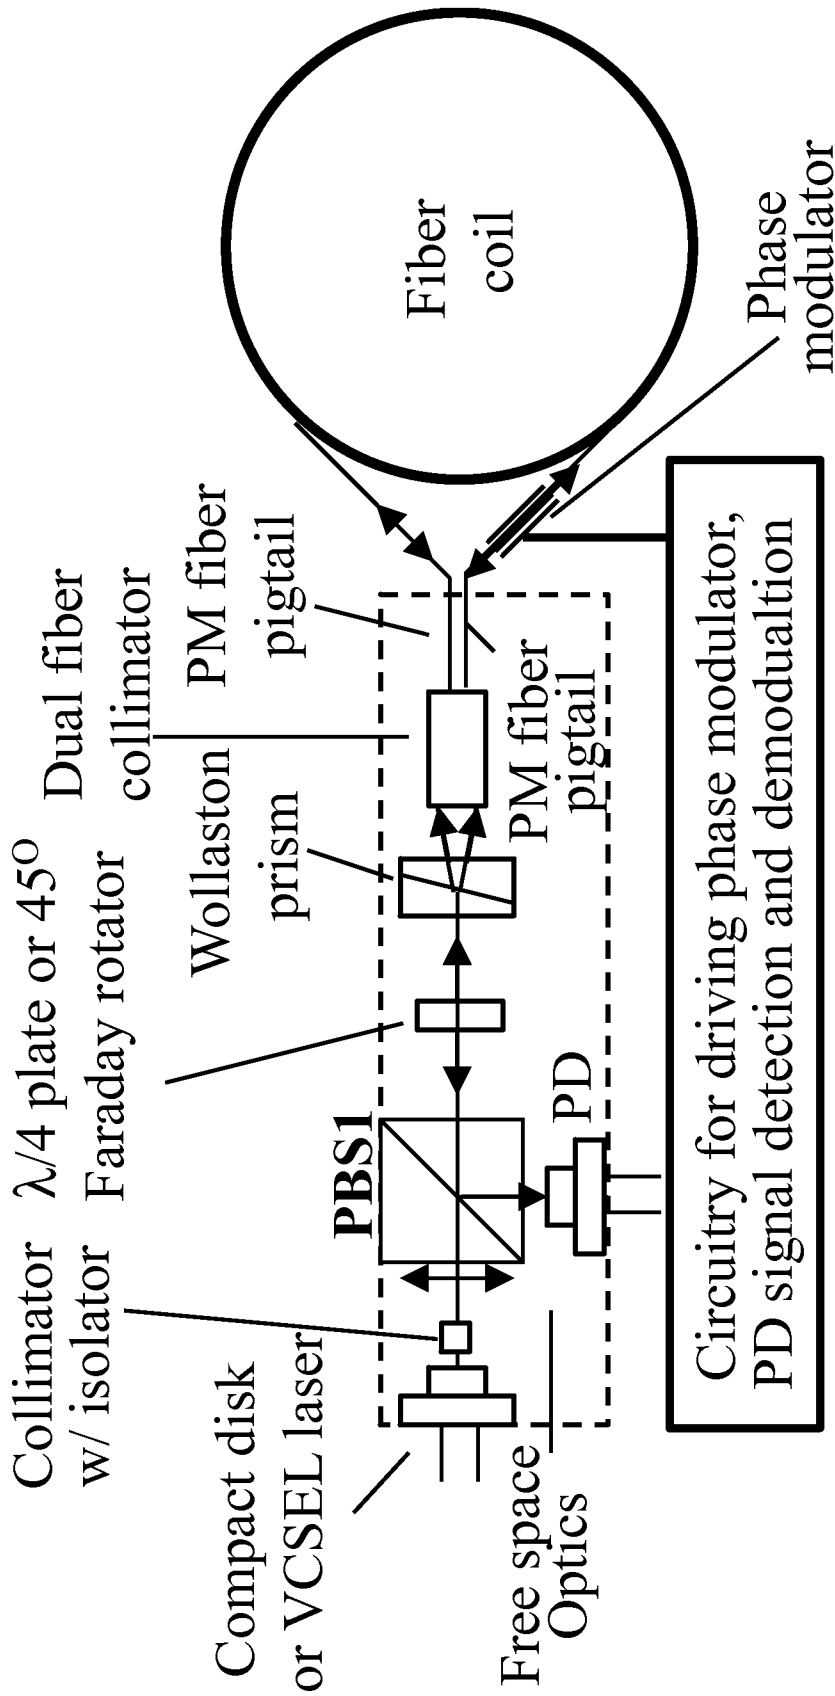 Collimator
w/ isolator
λ/4 plate or 45°
Faraday rotator
Dual fiber
collimator
Wollaston
prism
PM fiber
pigtail
Compact disk
or VCSEL laser
PBS1
Fiber
coil
PD
PM fiber
pigtail
Free space
Optics
Phase
modulator
Circuitry for driving phase modulator,
PD signal detection and demodualtion